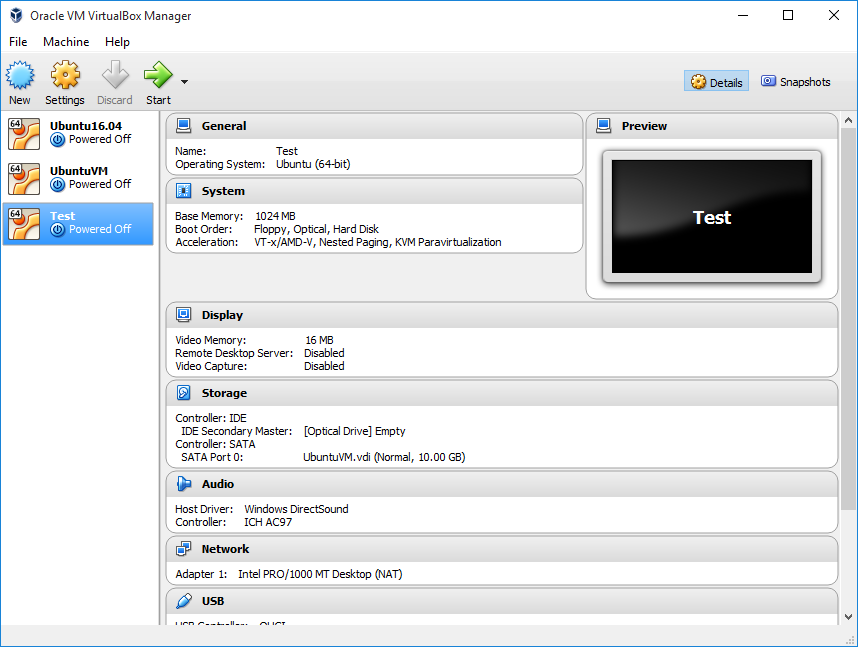 Oracle VM VirtualBox Manager
File Machine Help
New Settings Discard Start
Details Snapshots
64
Ubuntu16.04
Powered Off
64
UbuntuVM
Powered Off
64
Test
Powered Off
General
Name: Test
Operating System: Ubuntu (64-bit)
System
Base Memory: 1024 MB
Boot Order: Floppy, Optical, Hard Disk
Acceleration: VT-x/AMD-V, Nested Paging, KVM Paravirtualization
Preview
Test
Display
Video Memory: 16 MB
Remote Desktop Server: Disabled
Video Capture: Disabled
Storage
Controller: IDE
IDE Secondary Master: [Optical Drive] Empty
Controller: SATA
SATA Port 0: UbuntuVM.vdi (Normal, 10.00 GB)
Audio
Host Driver: Windows DirectSound
Controller: ICH AC97
Network
Adapter 1: Intel PRO/1000 MT Desktop (NAT)
USB
USB Controller: OHCI